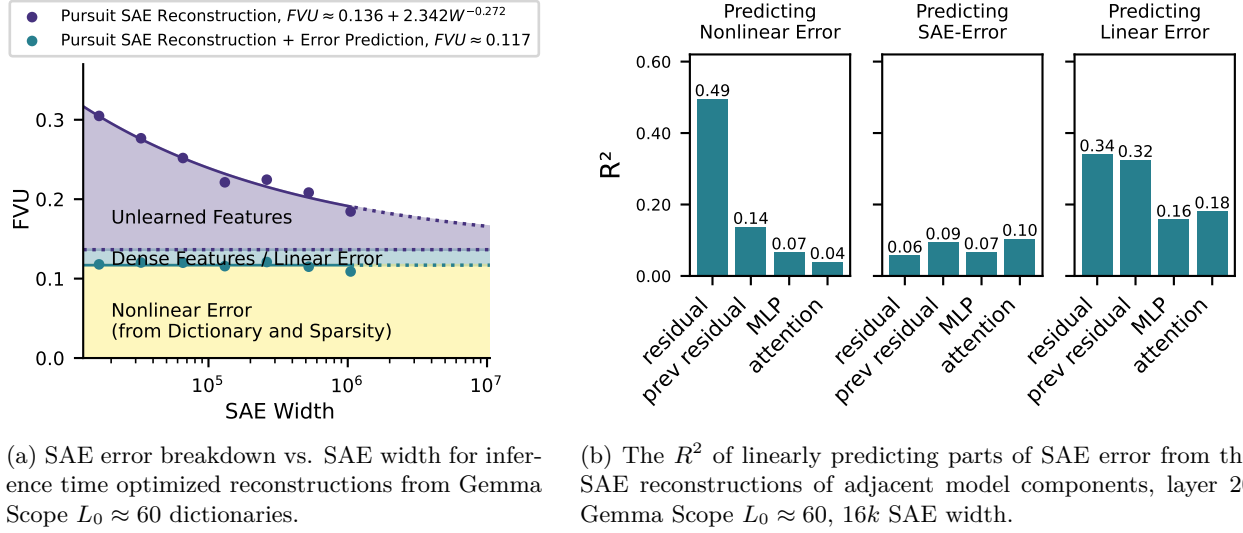 Pursuit SAE Reconstruction, FVU ≈ 0.136 + 2.342W^−0.272
Pursuit SAE Reconstruction + Error Prediction, FVU ≈ 0.117
FVU
0.3
0.2
0.1
0.0
Unlearned Features
Dense Features / Linear Error
Nonlinear Error
(from Dictionary and Sparsity)
10^5
10^6
10^7
SAE Width
(a) SAE error breakdown vs. SAE width for infer-
ence time optimized reconstructions from Gemma
Scope L0 ≈ 60 dictionaries.
Predicting
Nonlinear Error
R²
0.60
0.40
0.20
0.00
0.49
0.14
0.07
0.04
residual
prev residual
MLP
attention
Predicting
SAE-Error
0.06
0.09
0.07
0.10
residual
prev residual
MLP
attention
Predicting
Linear Error
0.34
0.32
0.16
0.18
residual
prev residual
MLP
attention
(b) The R² of linearly predicting parts of SAE error from th
SAE reconstructions of adjacent model components, layer 2
Gemma Scope L0 ≈ 60, 16k SAE width.